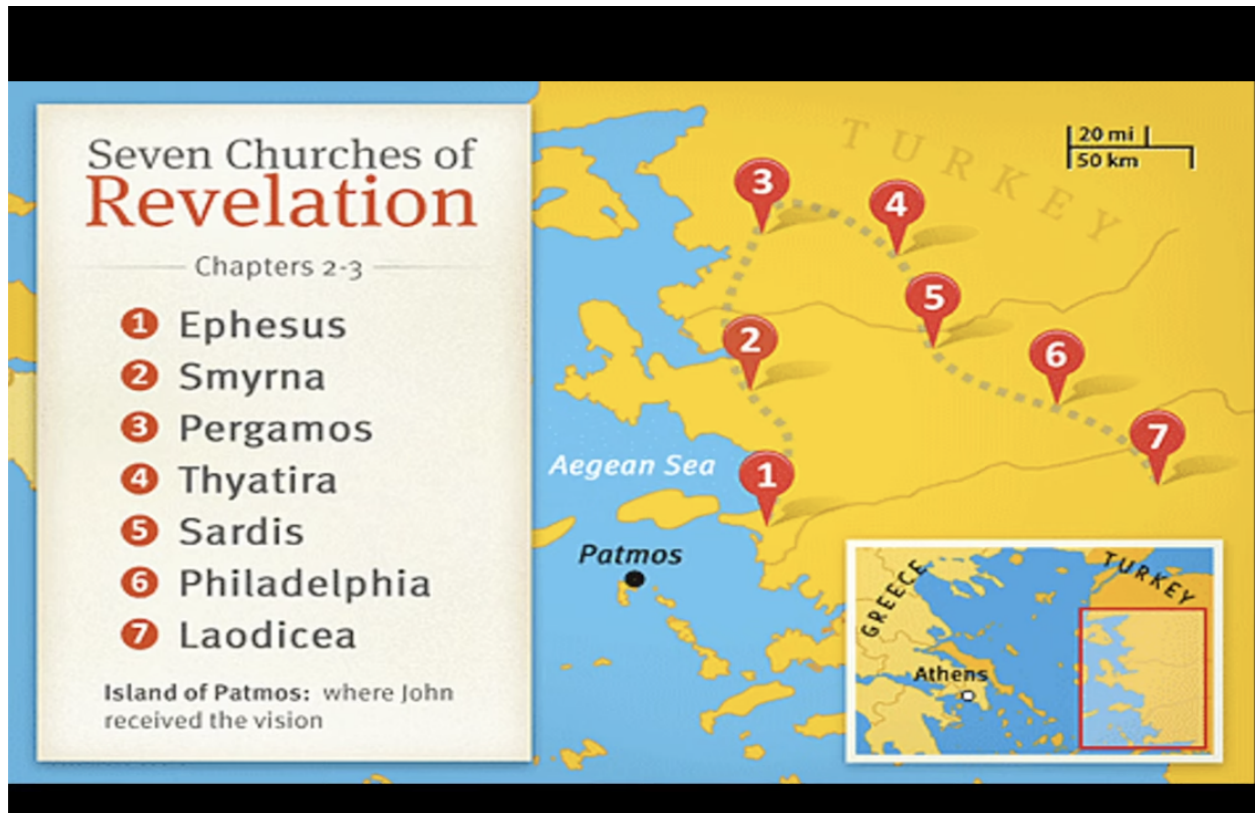 Seven Churches of
Revelation
Chapters 2-3
1 Ephesus
2 Smyrna
3 Pergamos
4 Thyatira
5 Sardis
6 Philadelphia
7 Laodicea
Island of Patmos: where John
received the vision
TURKEY
20 mi
50 km
3
4
5
2
6
7
1
Aegean Sea
Patmos
GREECE
TURKEY
Athens